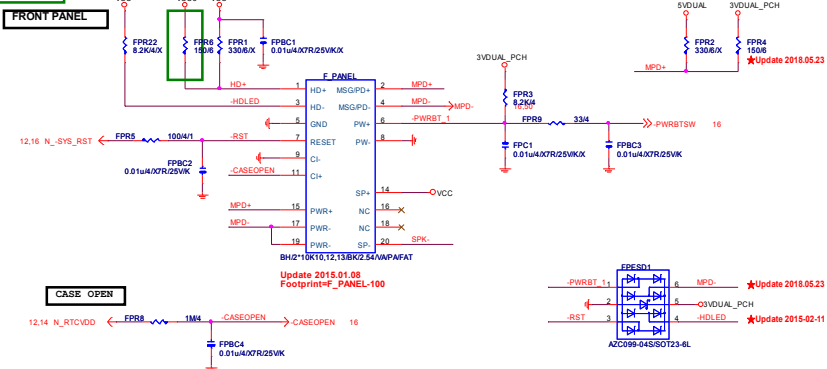 5VDUAL 3VDUAL_PCH
FRONT PANEL
FPR22
8.2K/4/X
FPR6
150/6
FPR1
330/6/X
FPBC1
0.01u/4/X7R/25V/K/X
FPR2
330/6/X
FPR4
150/6
★Update 2018.05.23
MPD+
3VDUAL_PCH
F_PANEL
HD+ 1 HD+ MSG/PD+ 2 MPD+
-HDLED 3 HD- MSG/PD- 4 MPD- MPD-
FPR3
8.2K/4
5 GND PW+ 6 -PWRBT_1
FPR9 33/4
-PWRBTSW 16
12,16 N_-SYS_RST FPR5 100/4/1 -RST 7 RESET PW- 8
FPC1
0.01u/4/X7R/25V/K/X
FPBC3
0.01u/4/X7R/25V/K
9 CI-
FPBC2
0.01u/4/X7R/25V/K
-CASEOPEN 11 CI+
SP+ 14 VCC
MPD+ 15 PWR+ NC 16
MPD- 17 PWR- NC 18
19 PWR- SP- 20 SPK-
BH/2*10K10,12,13/BK/2.54/VA/PA/FAT
Update 2015.01.08
Footprint=F_PANEL-100
FPESD1
-PWRBT_1 1 6 MPD- ★Update 2018.05.23
2 5 3VDUAL_PCH
-RST 3 4 -HDLED ★Update 2015-02-11
AZC099-04S/SOT23-6L
CASE OPEN
12,14 N_RTCVDD FPR8 1M/4 -CASEOPEN -CASEOPEN 16
FPBC4
0.01u/4/X7R/25V/K